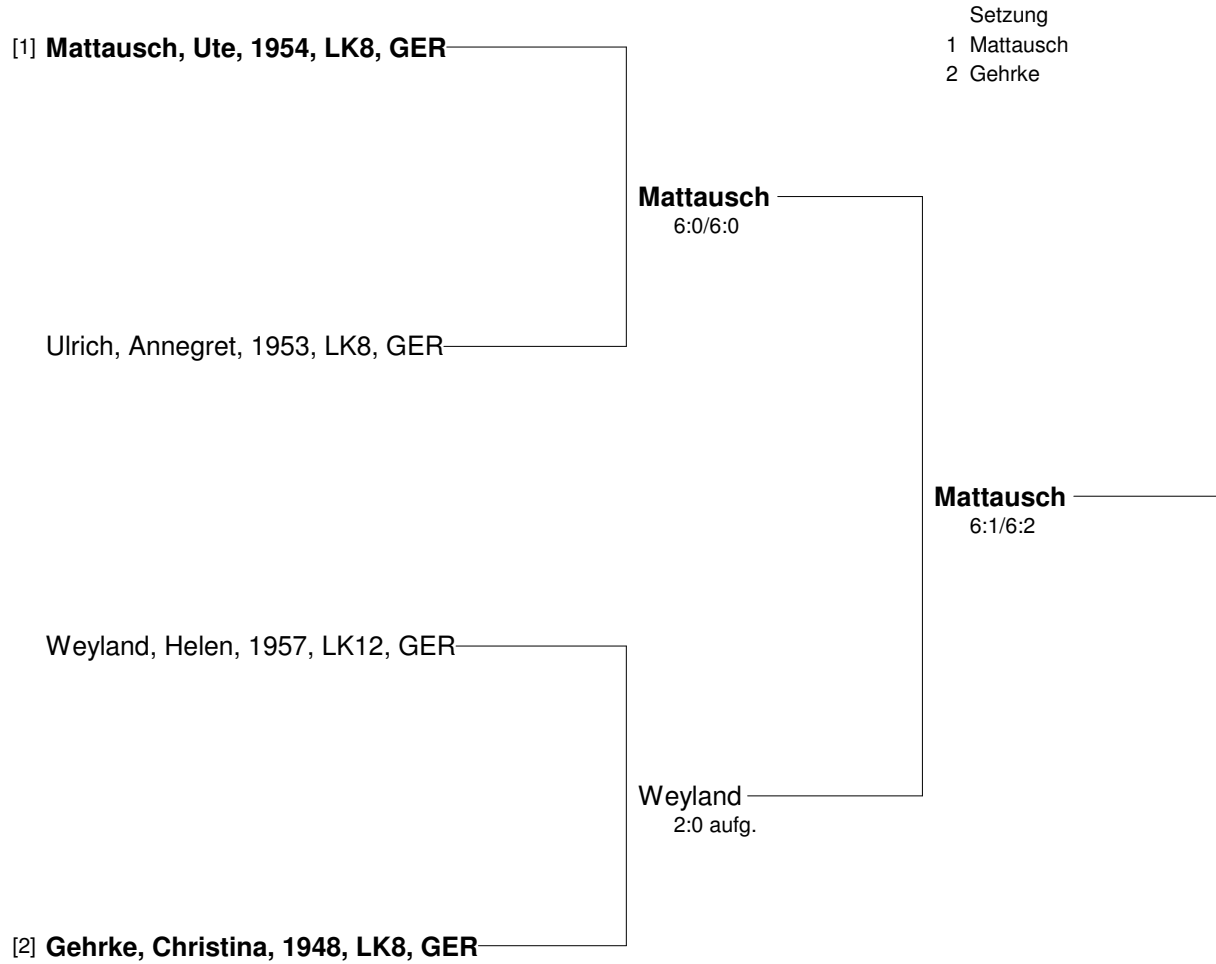 Setzung
1 Mattausch
2 Gehrke
[1] Mattausch, Ute, 1954, LK8, GER
Mattausch
6:0/6:0
Ulrich, Annegret, 1953, LK8, GER
Mattausch
6:1/6:2
Weyland, Helen, 1957, LK12, GER
Weyland
2:0 aufg.
[2] Gehrke, Christina, 1948, LK8, GER